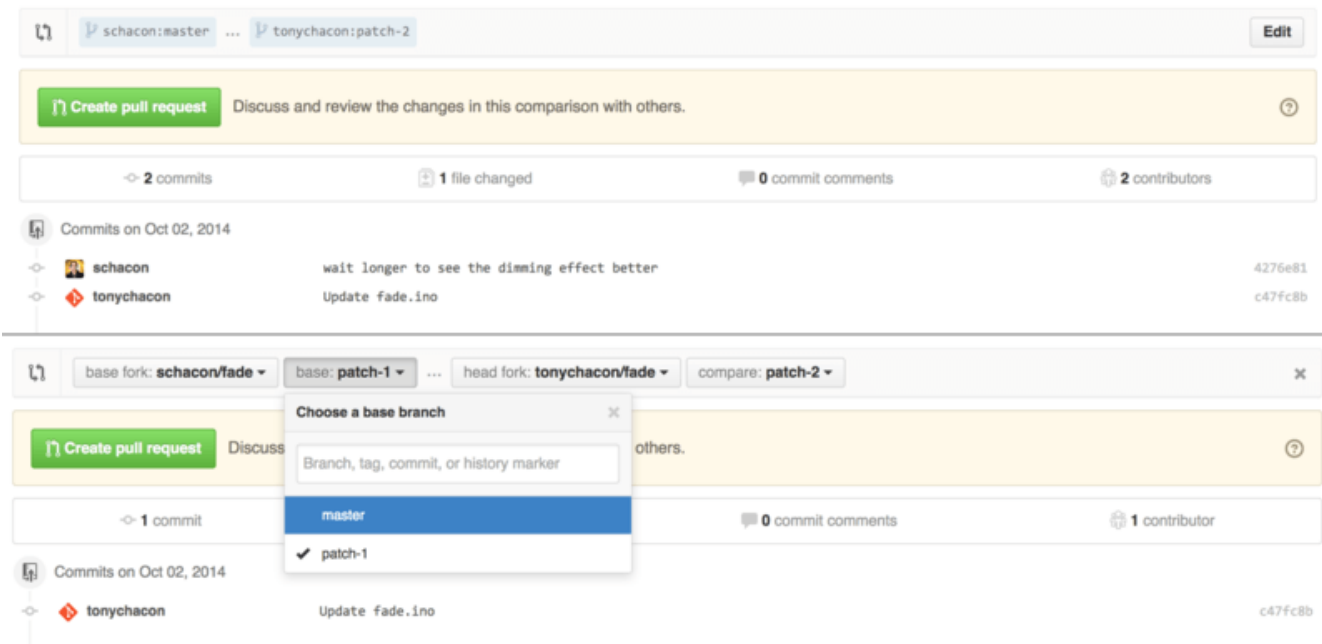 schacon:master ... tonychacon:patch-2 Edit
Create pull request Discuss and review the changes in this comparison with others.
2 commits 1 file changed 0 commit comments 2 contributors
Commits on Oct 02, 2014
schacon wait longer to see the dimming effect better 4276e81
tonychacon Update fade.ino c47fc8b
base fork: schacon/fade base: patch-1 ... head fork: tonychacon/fade compare: patch-2
Choose a base branch
Create pull request Discuss others.
Branch, tag, commit, or history marker
master
1 commit 0 commit comments 1 contributor
patch-1
Commits on Oct 02, 2014
tonychacon Update fade.ino c47fc8b